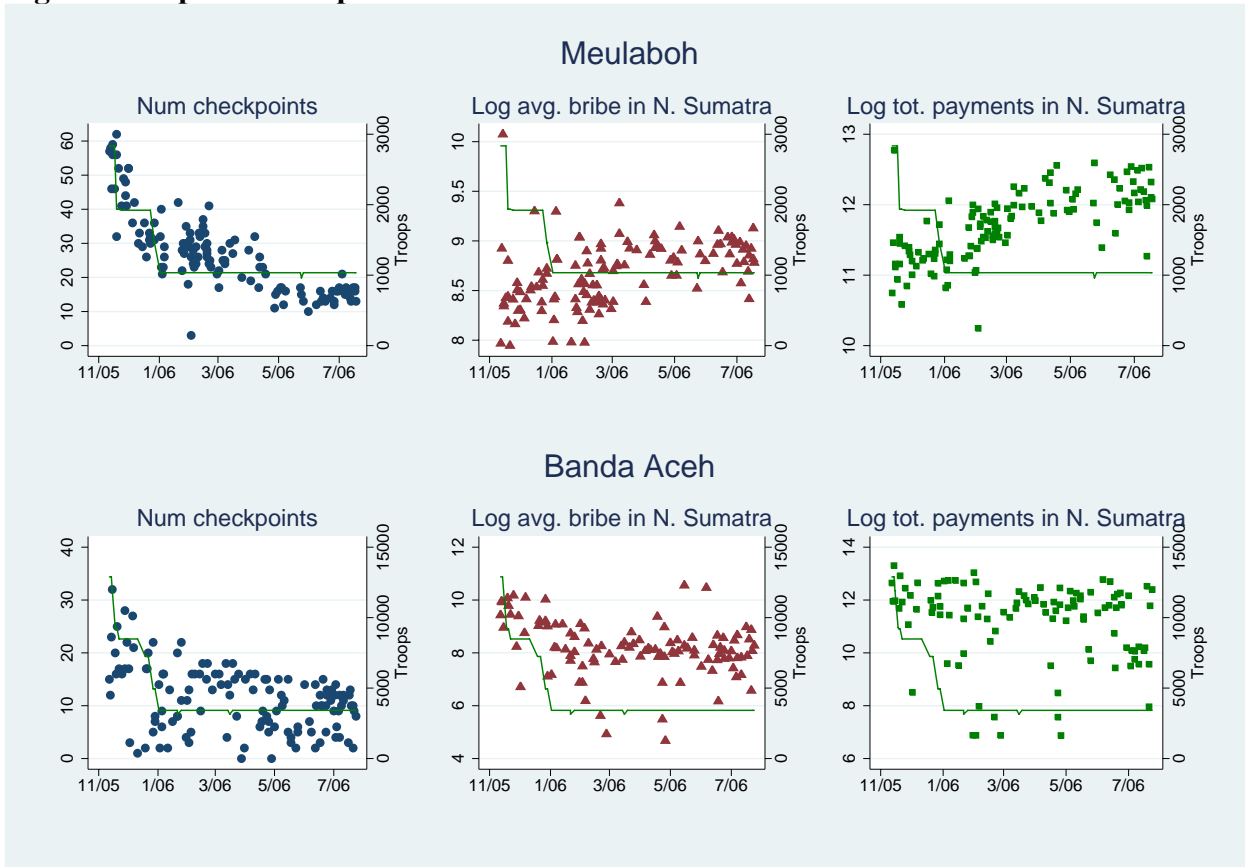 Meulaboh
Num checkpoints
Log avg. bribe in N. Sumatra
Log tot. payments in N. Sumatra
0 10 20 30 40 50 60
0 1000 2000 3000
Troops
11/05 1/06 3/06 5/06 7/06
8 8.5 9 9.5 10
0 1000 2000 3000
Troops
11/05 1/06 3/06 5/06 7/06
10 11 12 13
0 1000 2000 3000
Troops
11/05 1/06 3/06 5/06 7/06
Banda Aceh
Num checkpoints
Log avg. bribe in N. Sumatra
Log tot. payments in N. Sumatra
0 10 20 30 40
0 5000 10000 15000
Troops
11/05 1/06 3/06 5/06 7/06
4 6 8 10 12
0 5000 10000 15000
Troops
11/05 1/06 3/06 5/06 7/06
6 8 10 12 14
0 5000 10000 15000
Troops
11/05 1/06 3/06 5/06 7/06